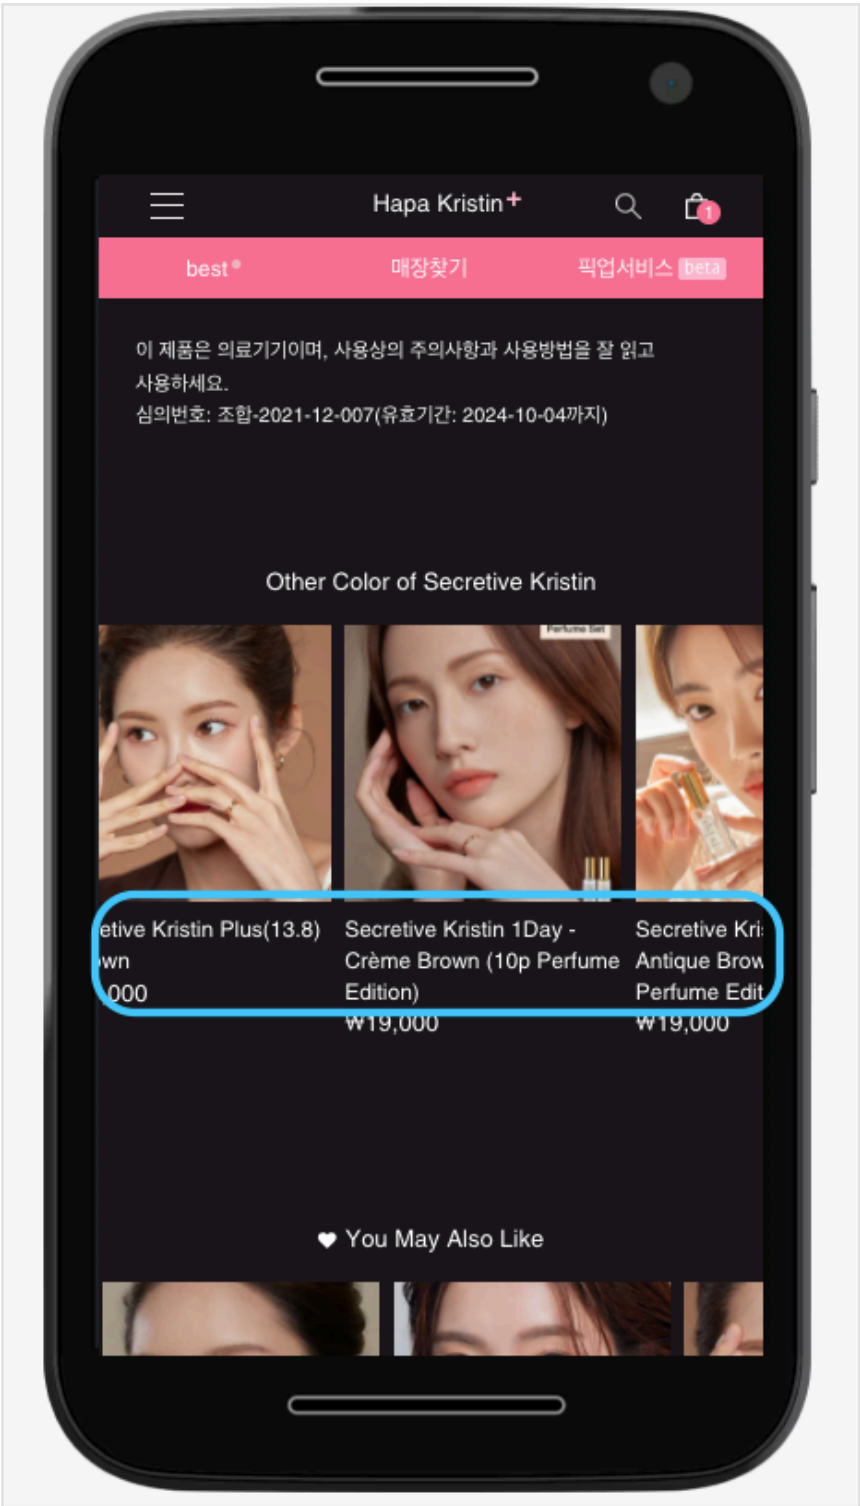 Hapa Kristin+
1
best
매장찾기
픽업서비스 beta
이 제품은 의료기기이며, 사용상의 주의사항과 사용방법을 잘 읽고
사용하세요.
심의번호: 조합-2021-12-007(유효기간: 2024-10-04까지)
Other Color of Secretive Kristin
Perfume Set
etive Kristin Plus(13.8)
wn
,000
Secretive Kristin 1Day -
Crème Brown (10p Perfume
Edition)
₩19,000
Secretive Kri
Antique Brow
Perfume Edit
₩19,000
♥ You May Also Like